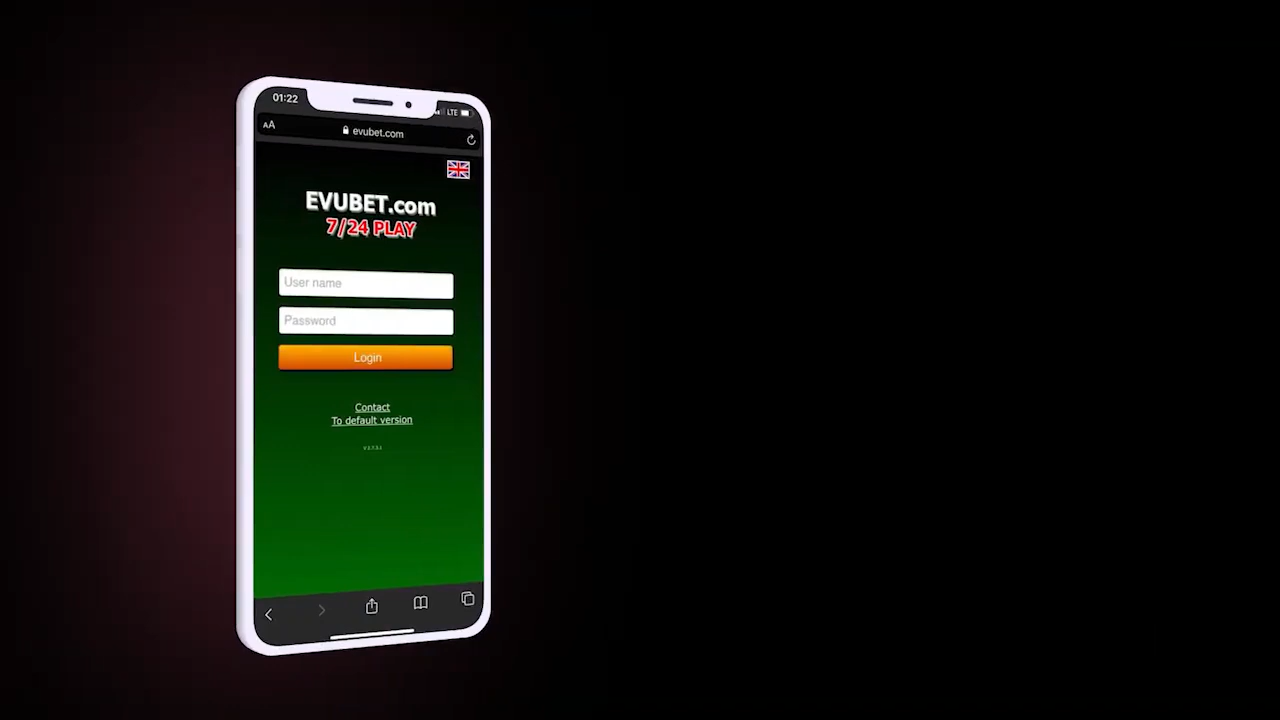 01:22
LTE
AA
evubet.com
EVUBET.com
7/24 PLAY
User name
Password
Login
Contact
To default version